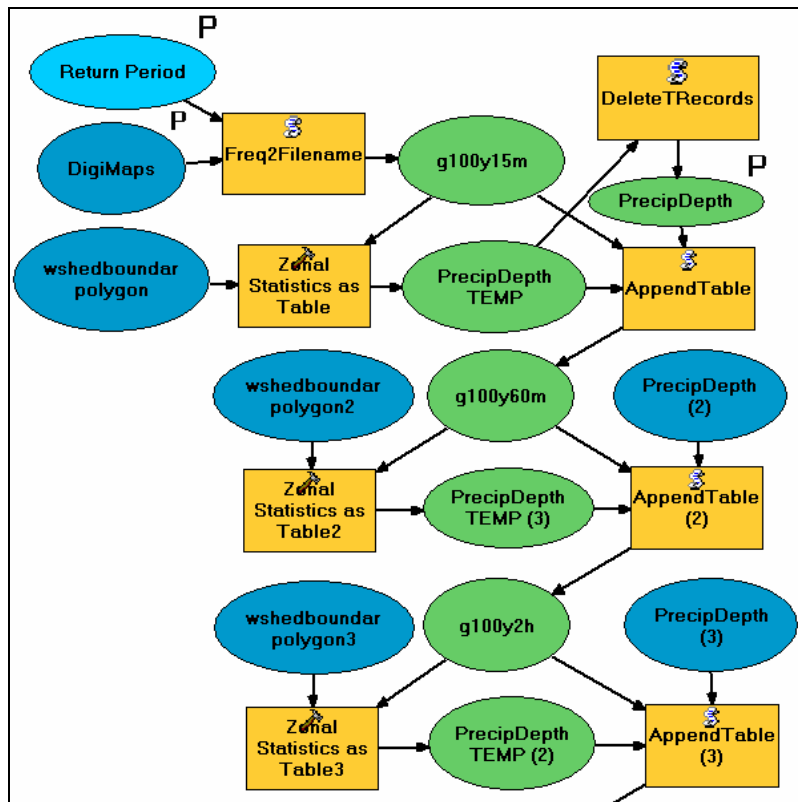 P
Return Period
DeleteTRecords
P
DigiMaps
Freq2Filename
g100y15m
P
PrecipDepth
wshedboundar
polygon
Zonal
Statistics as
Table
PrecipDepth
TEMP
AppendTable
wshedboundar
polygon2
g100y60m
PrecipDepth
(2)
Zonal
Statistics as
Table2
PrecipDepth
TEMP (3)
AppendTable
(2)
wshedboundar
polygon3
g100y2h
PrecipDepth
(3)
Zonal
Statistics as
Table3
PrecipDepth
TEMP (2)
AppendTable
(3)